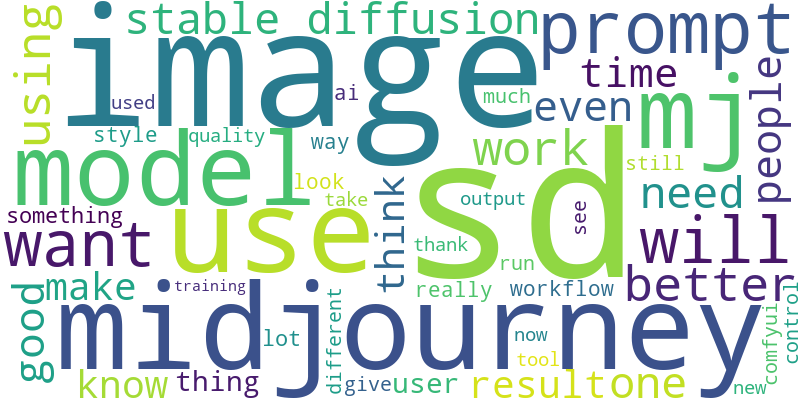 stable diffusion
prompt
image
using
used
ai
much
time
even
mj
people
style
quality
way
work
still
model
look
take
think
sd
output
see
need
something
want
use
thank
will
run
better
good
make
training
really
workflow
midjourney
different
lot
now
tool
comfyui
control
know
thing
give
user
result
one
new